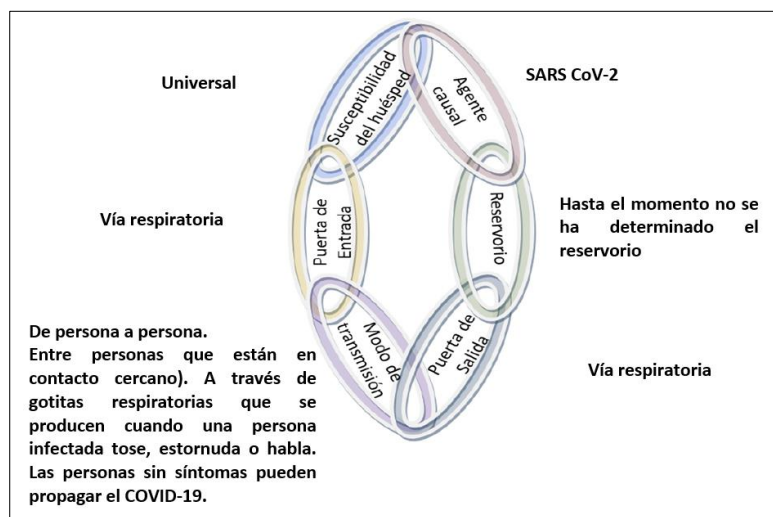 Universal
SARS CoV-2
Susceptibilidad
del huésped
Agente
causal
Vía respiratoria
Puerta de
Entrada
Reservorio
Hasta el momento no se
ha determinado el
reservorio
De persona a persona.
Entre personas que están en
contacto cercano). A través de
gotitas respiratorias que se
producen cuando una persona
infectada tose, estornuda o habla.
Las personas sin síntomas pueden
propagar el COVID-19.
Modo de
transmisión
Puerta de
Salida
Vía respiratoria